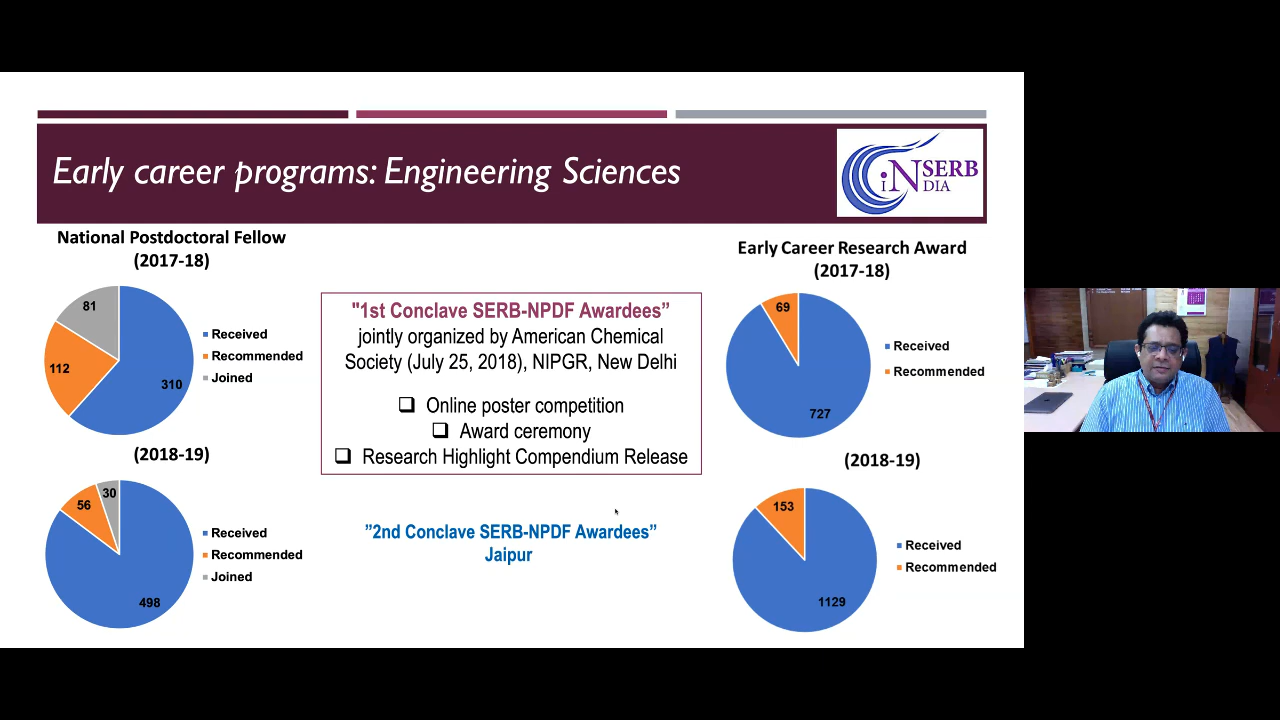 Early career programs: Engineering Sciences
iNSERB
DIA
National Postdoctoral Fellow
(2017-18)
81
112
310
Received
Recommended
Joined
(2018-19)
30
56
498
Received
Recommended
Joined
"1st Conclave SERB-NPDF Awardees”
jointly organized by American Chemical
Society (July 25, 2018), NIPGR, New Delhi
❑ Online poster competition
❑ Award ceremony
❑ Research Highlight Compendium Release
”2nd Conclave SERB-NPDF Awardees”
Jaipur
Early Career Research Award
(2017-18)
69
727
Received
Recommended
(2018-19)
153
1129
Received
Recommended